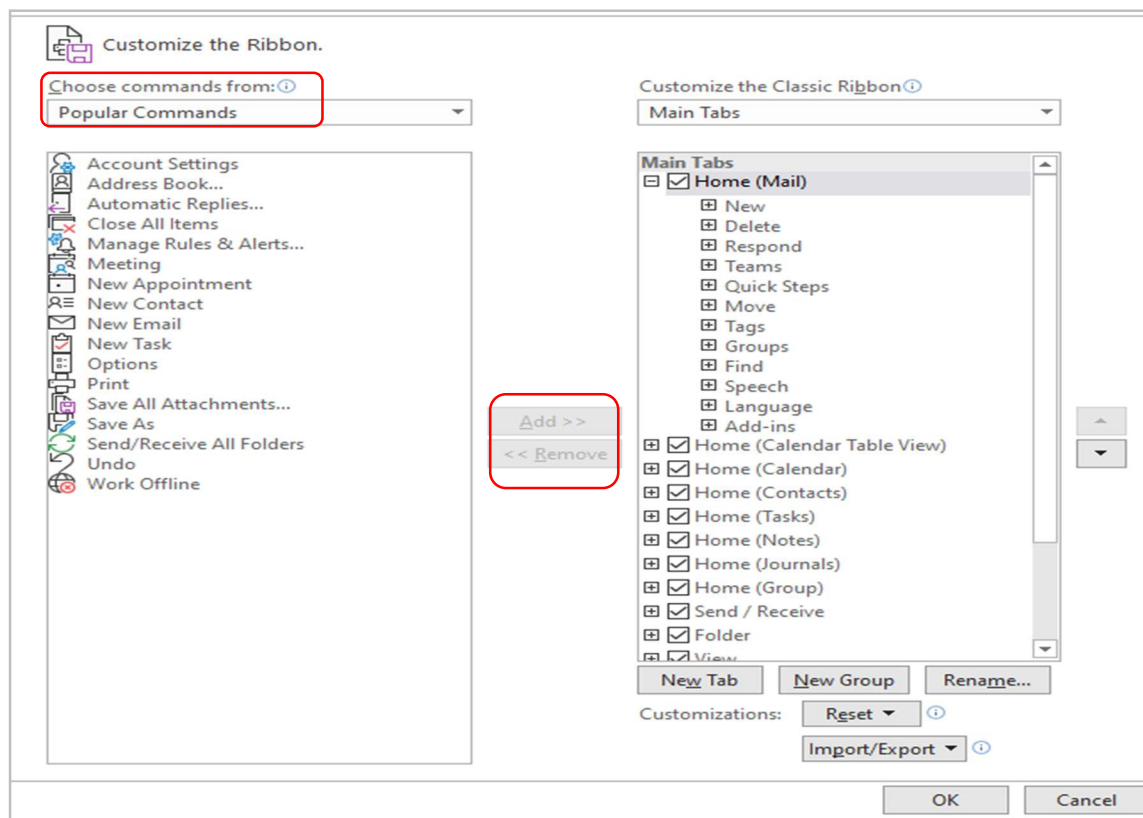 Customize the Ribbon.
Choose commands from:
Popular Commands
Account Settings
Address Book...
Automatic Replies...
Close All Items
Manage Rules & Alerts...
Meeting
New Appointment
New Contact
New Email
New Task
Options
Print
Save All Attachments...
Save As
Send/Receive All Folders
Undo
Work Offline
Add >>
<< Remove
Customize the Classic Ribbon
Main Tabs
Main Tabs
Home (Mail)
New
Delete
Respond
Teams
Quick Steps
Move
Tags
Groups
Find
Speech
Language
Add-ins
Home (Calendar Table View)
Home (Calendar)
Home (Contacts)
Home (Tasks)
Home (Notes)
Home (Journals)
Home (Group)
Send / Receive
Folder
View
New Tab New Group Rename...
Customizations: Reset
Import/Export
OK Cancel